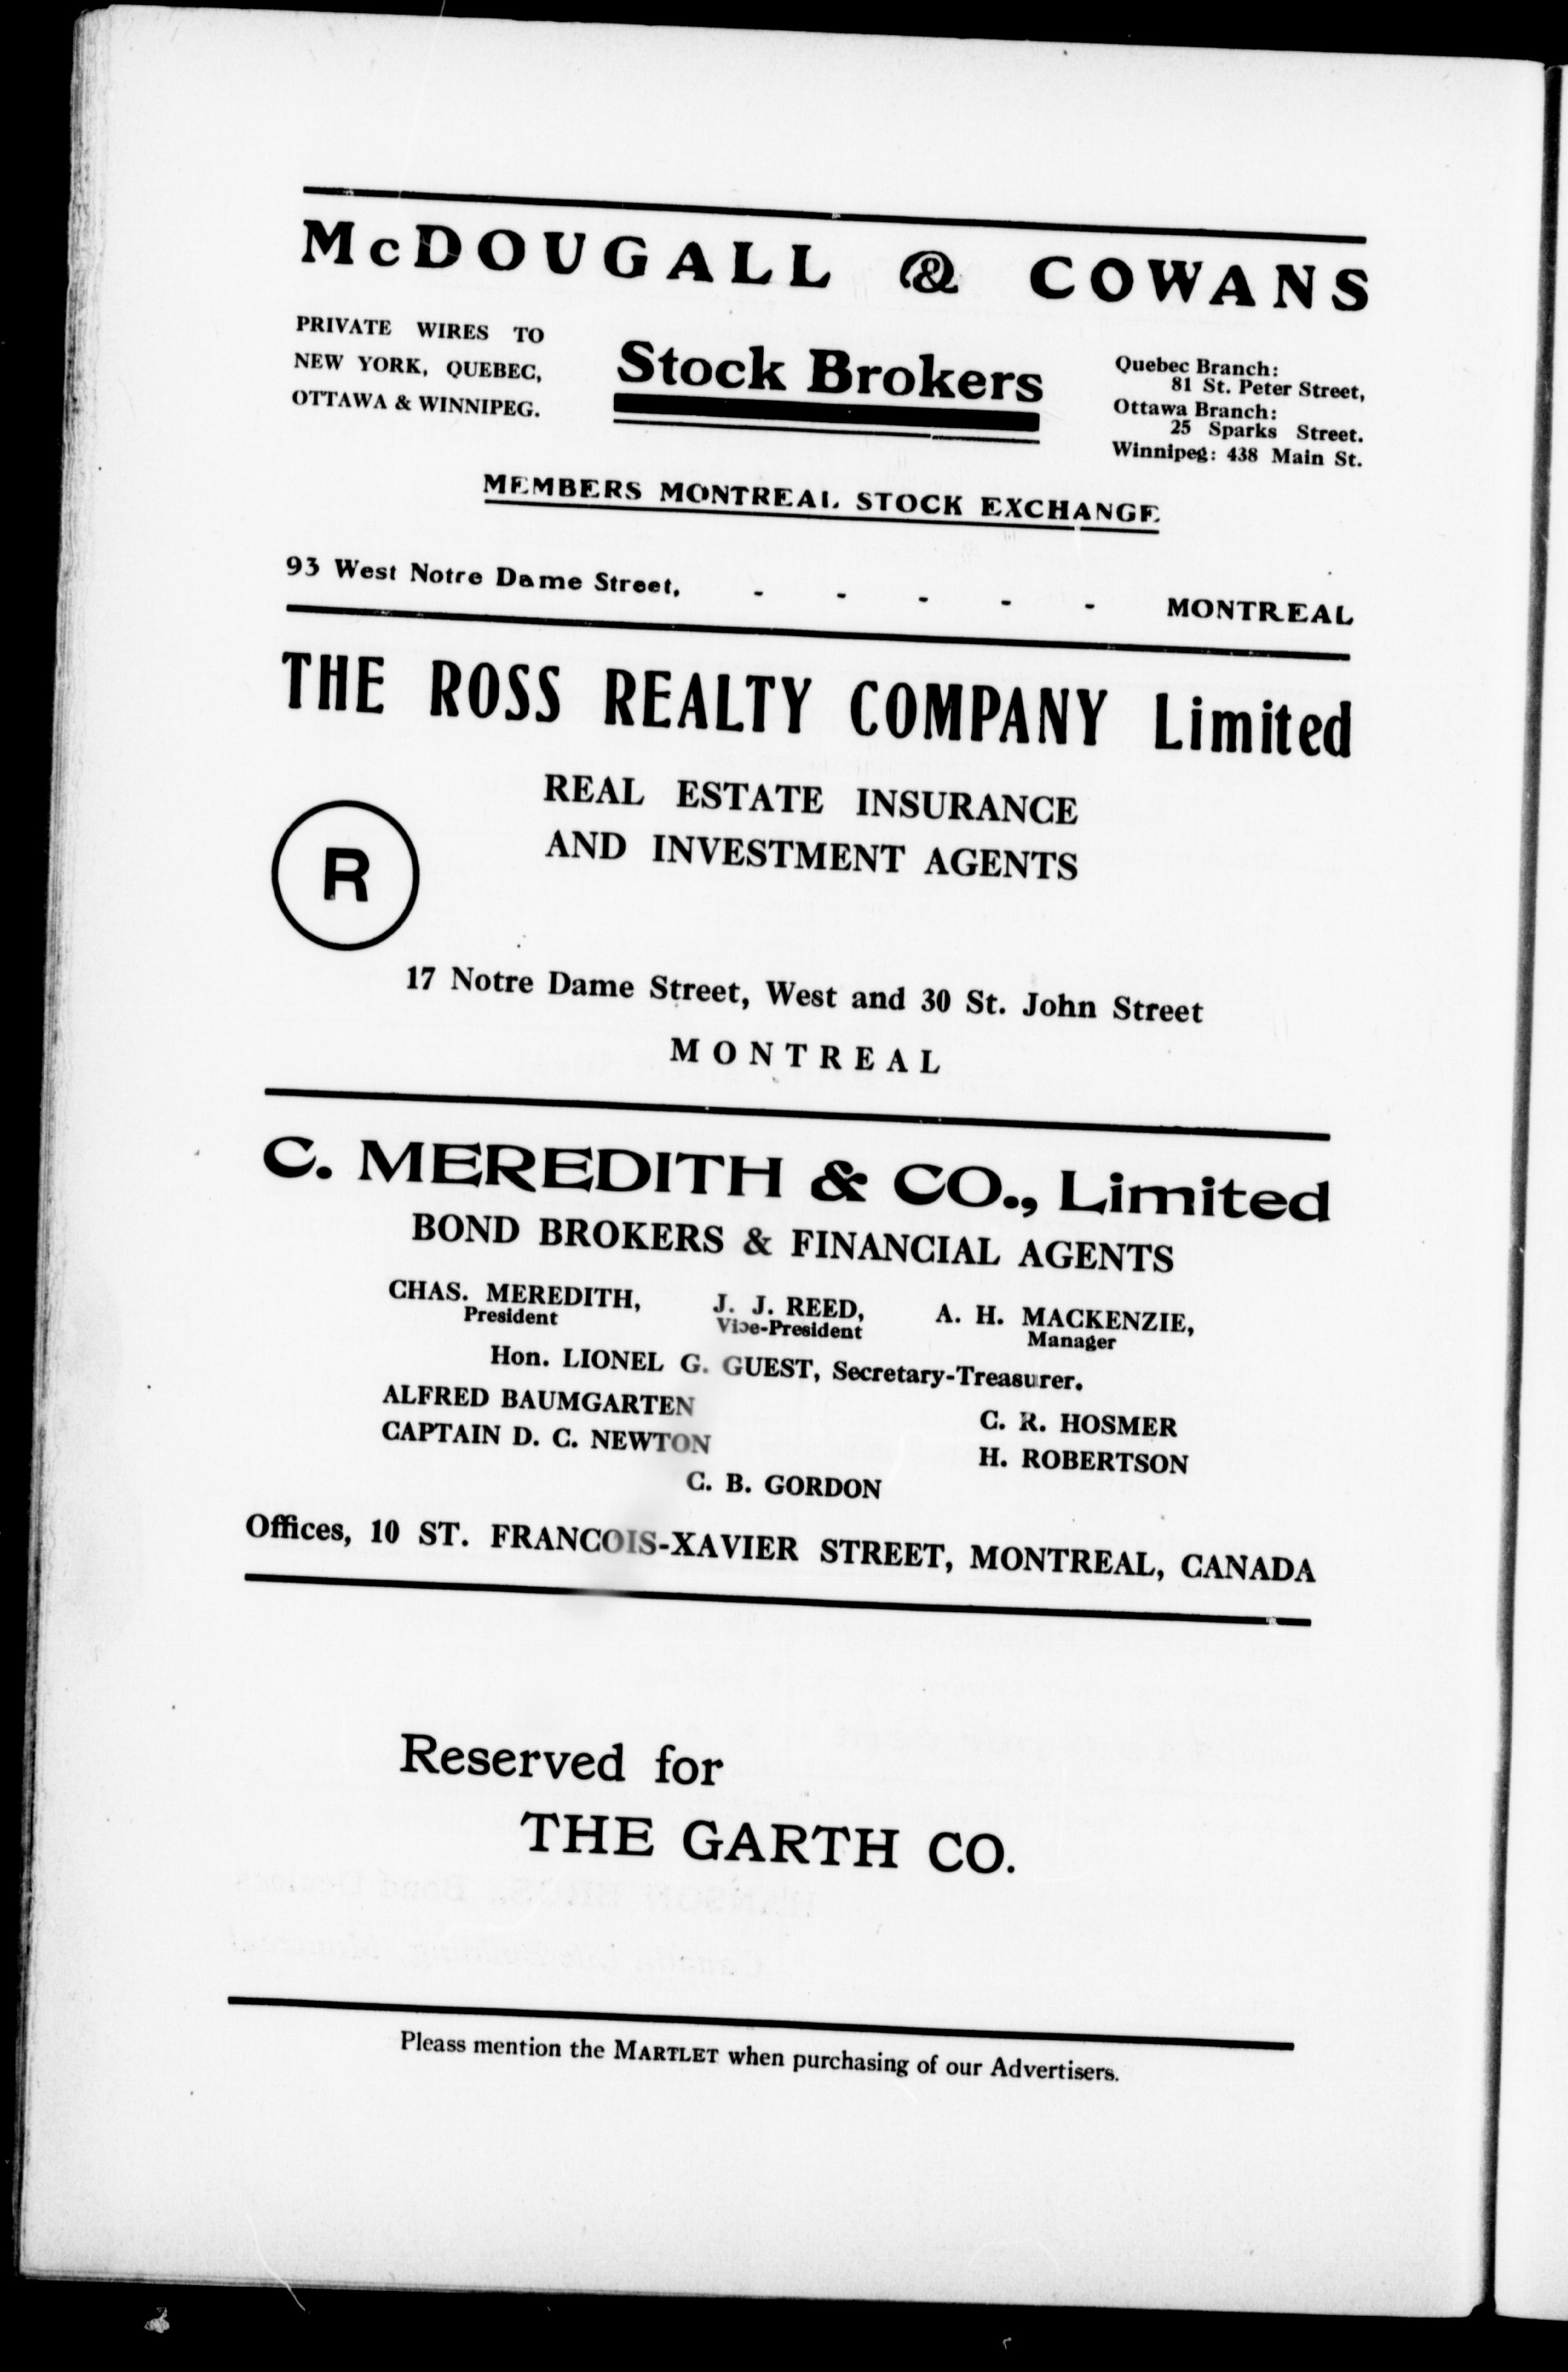 McDOUGALL & COWANS
PRIVATE WIRES TO
NEW YORK, QUEBEC,
OTTAWA & WINNIPEG.
Stock Brokers
Quebec Branch:
81 St. Peter Street,
Ottawa Branch:
25 Sparks Street.
Winnipeg: 438 Main St.
MEMBERS MONTREAL STOCK EXCHANGE
93 West Notre Dame Street, - - - - - MONTREAL
THE ROSS REALTY COMPANY Limited
R
REAL ESTATE INSURANCE
AND INVESTMENT AGENTS
17 Notre Dame Street, West and 30 St. John Street
MONTREAL
C. MEREDITH & CO., Limited
BOND BROKERS & FINANCIAL AGENTS
CHAS. MEREDITH, J. J. REED, A. H. MACKENZIE,
President Vice-President Manager
Hon. LIONEL G. GUEST, Secretary-Treasurer.
ALFRED BAUMGARTEN C. R. HOSMER
CAPTAIN D. C. NEWTON H. ROBERTSON
C. B. GORDON
Offices, 10 ST. FRANCOIS-XAVIER STREET, MONTREAL, CANADA
Reserved for
THE GARTH CO.
Pleass mention the MARTLET when purchasing of our Advertisers.